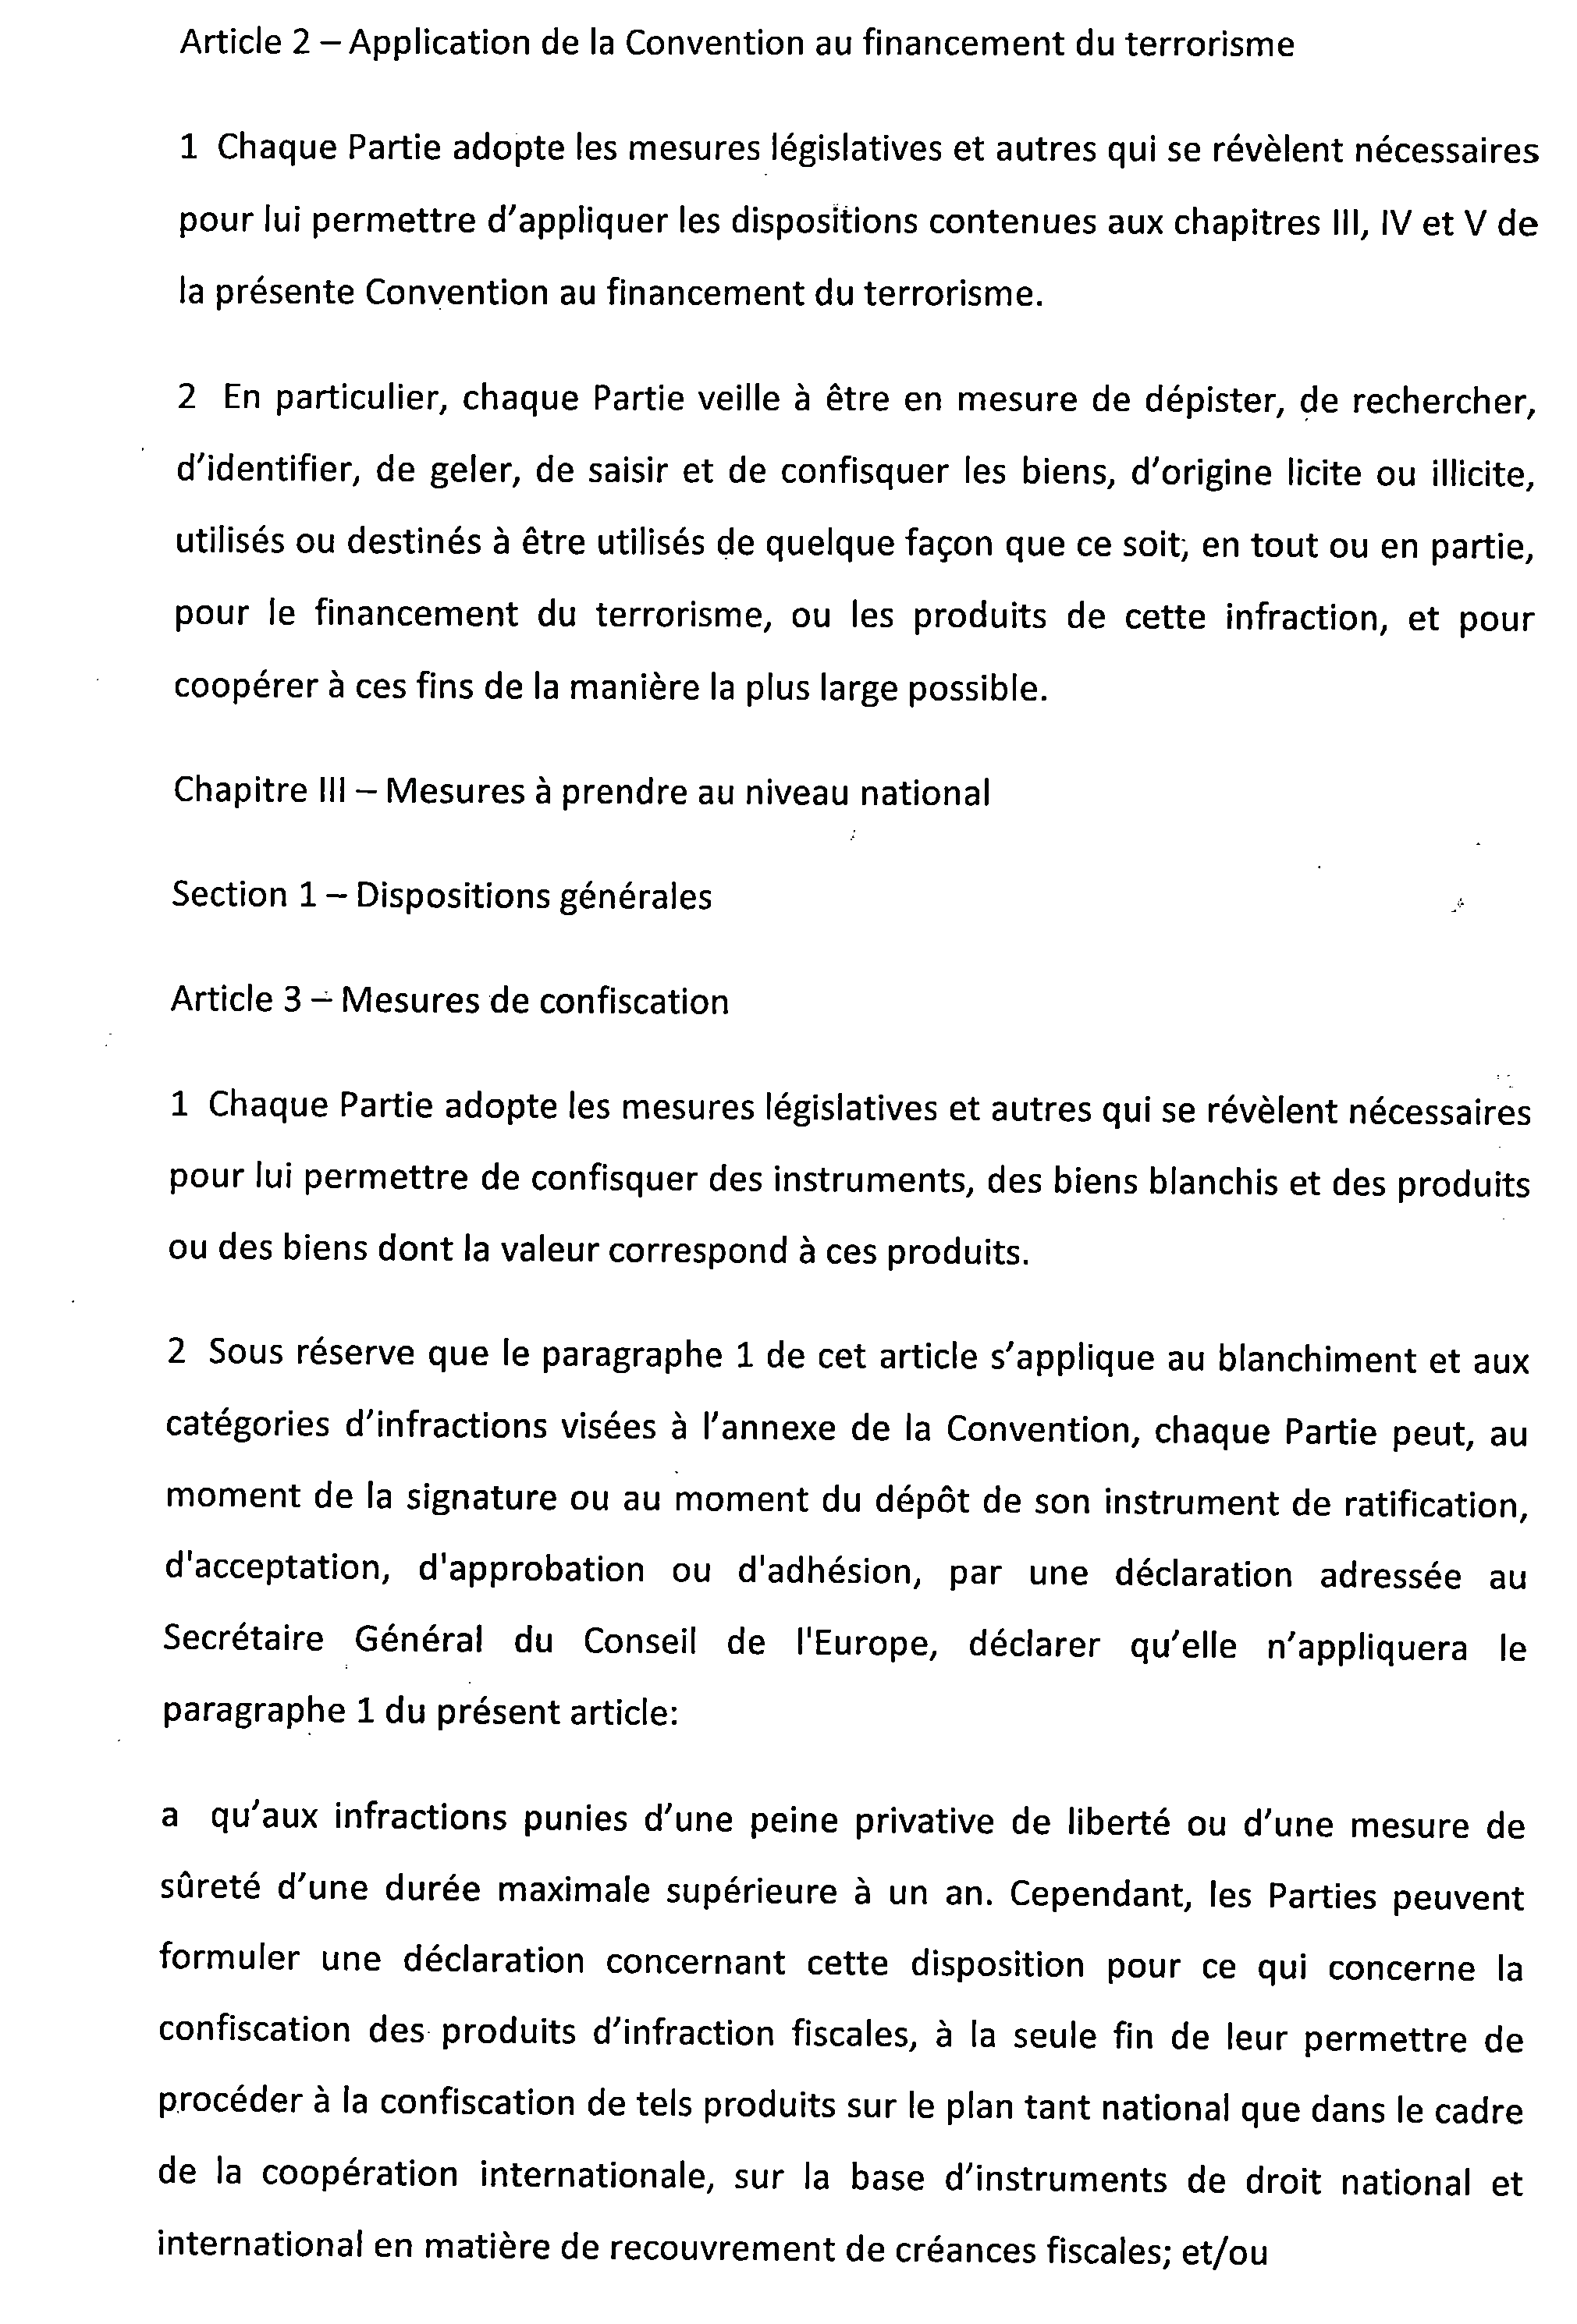 Article 2 – Application de la Convention au financement du terrorisme
1 Chaque Partie adopte les mesures législatives et autres qui se révèlent nécessaires
pour lui permettre d’appliquer les dispositions contenues aux chapitres III, IV et V de
la présente Convention au financement du terrorisme.
2 En particulier, chaque Partie veille à être en mesure de dépister, de rechercher,
d’identifier, de geler, de saisir et de confisquer les biens, d’origine licite ou illicite,
utilisés ou destinés à être utilisés de quelque façon que ce soit, en tout ou en partie,
pour le financement du terrorisme, ou les produits de cette infraction, et pour
coopérer à ces fins de la manière la plus large possible.
Chapitre III – Mesures à prendre au niveau national
Section 1 – Dispositions générales
Article 3 – Mesures de confiscation
1 Chaque Partie adopte les mesures législatives et autres qui se révèlent nécessaires
pour lui permettre de confisquer des instruments, des biens blanchis et des produits
ou des biens dont la valeur correspond à ces produits.
2 Sous réserve que le paragraphe 1 de cet article s’applique au blanchiment et aux
catégories d’infractions visées à l’annexe de la Convention, chaque Partie peut, au
moment de la signature ou au moment du dépôt de son instrument de ratification,
d'acceptation, d'approbation ou d'adhésion, par une déclaration adressée au
Secrétaire Général du Conseil de l'Europe, déclarer qu’elle n’appliquera le
paragraphe 1 du présent article:
a qu’aux infractions punies d’une peine privative de liberté ou d’une mesure de
sûreté d’une durée maximale supérieure à un an. Cependant, les Parties peuvent
formuler une déclaration concernant cette disposition pour ce qui concerne la
confiscation des produits d’infraction fiscales, à la seule fin de leur permettre de
procéder à la confiscation de tels produits sur le plan tant national que dans le cadre
de la coopération internationale, sur la base d’instruments de droit national et
international en matière de recouvrement de créances fiscales; et/ou